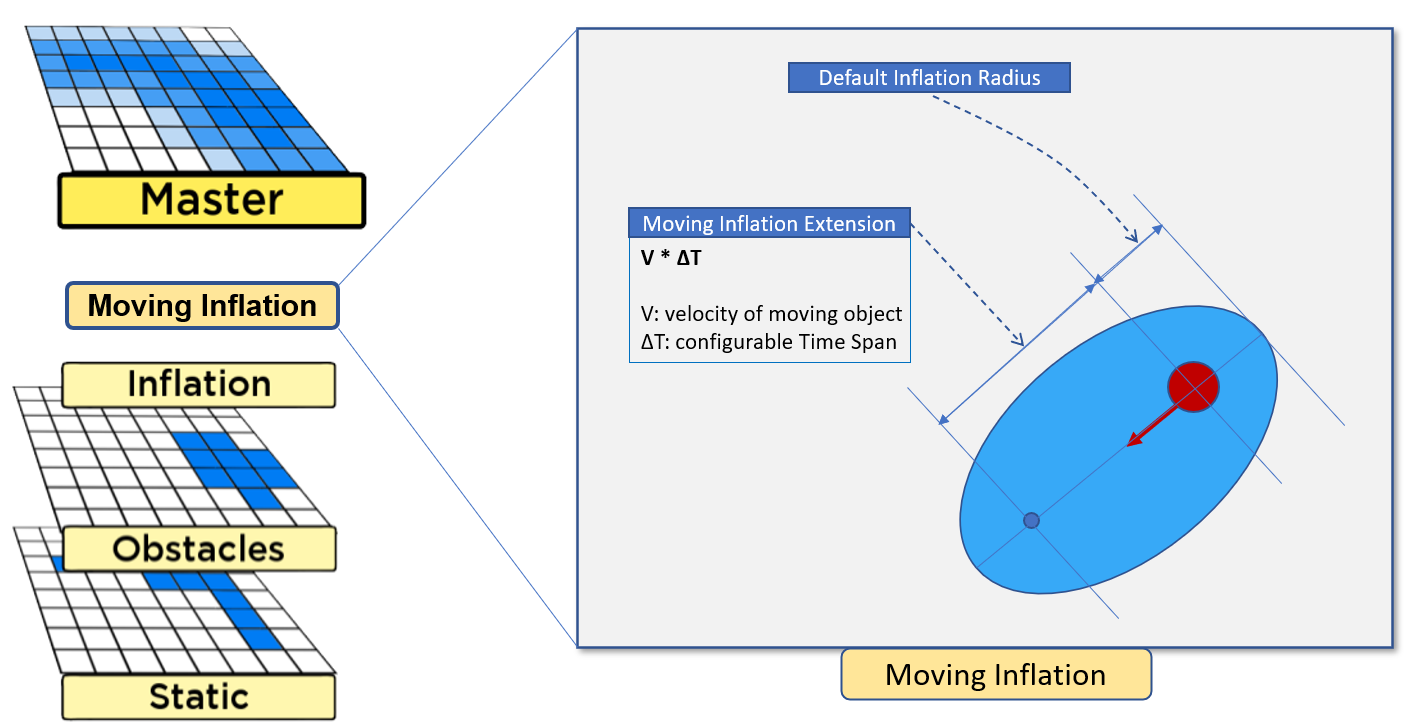 Master
Moving Inflation
Inflation
Obstacles
Static
Default Inflation Radius
Moving Inflation Extension
V * ΔT
V: velocity of moving object
ΔT: configurable Time Span
Moving Inflation